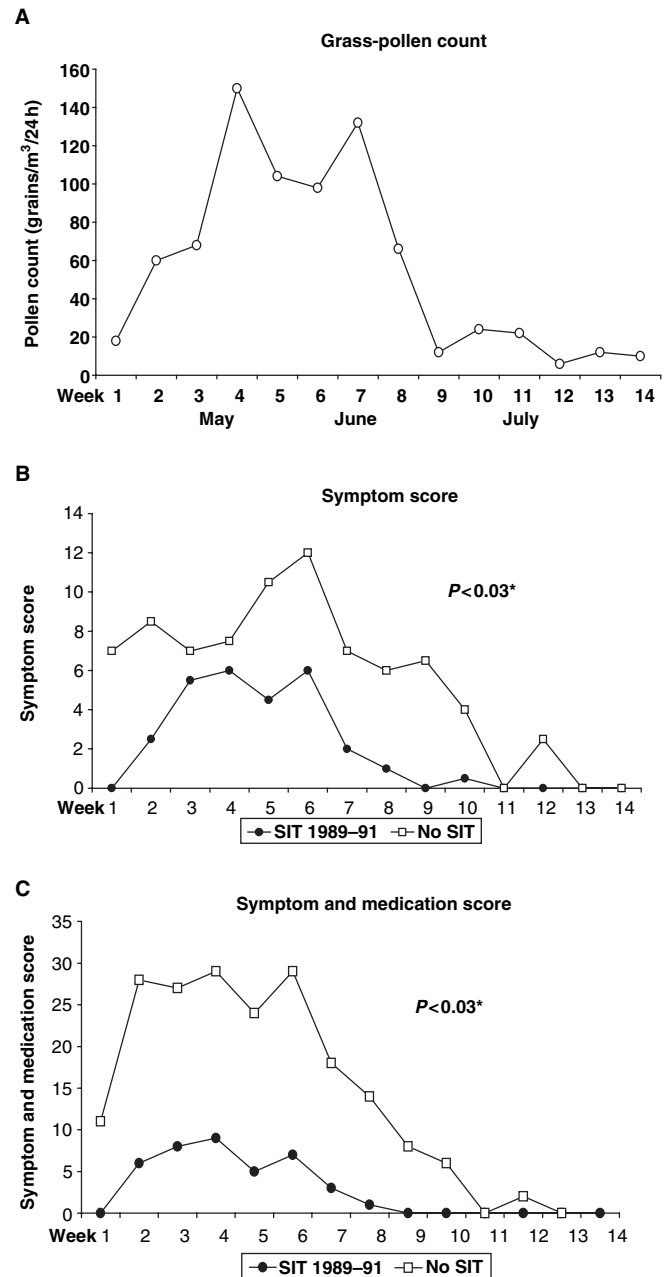 A
Grass-pollen count
Pollen count (grains/m³/24h)
160
140
120
100
80
60
40
20
0
Week 1 2 3 4 5 6 7 8 9 10 11 12 13 14
May June July
B
Symptom score
Symptom score
14
12
10
8
6
4
2
0
P<0.03*
Week 1 2 3 4 5 6 7 8 9 10 11 12 13 14
SIT 1989–91 No SIT
C
Symptom and medication score
Symptom and medication score
35
30
25
20
15
10
5
0
P<0.03*
Week 1 2 3 4 5 6 7 8 9 10 11 12 13 14
SIT 1989–91 No SIT